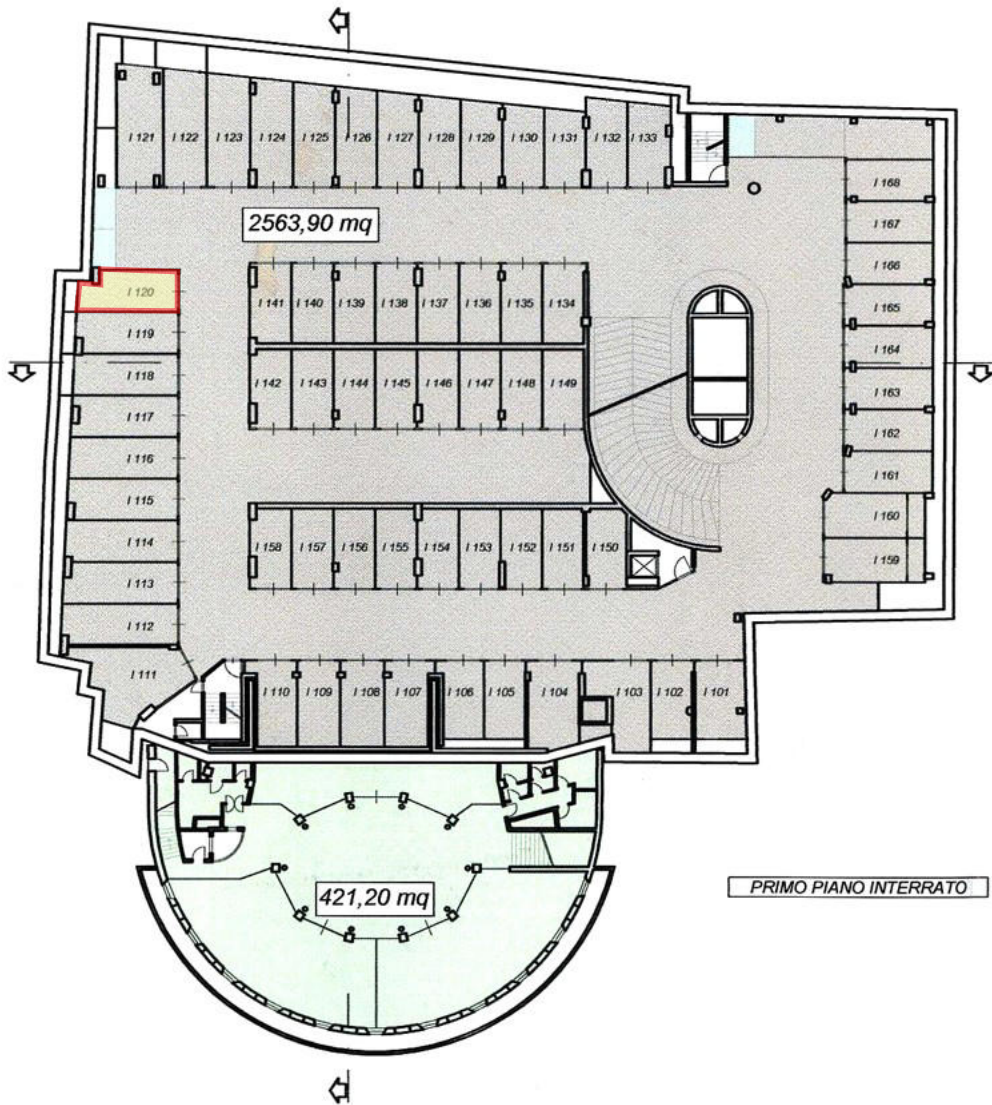 I 121 I 122 I 123 I 124 I 125 I 126 I 127 I 128 I 129 I 130 I 131 I 132 I 133
I 168
I 167
2563,90 mq
I 166
I 120
I 141 I 140 I 139 I 138 I 137 I 136 I 135 I 134
I 165
I 119
I 164
I 118
I 142 I 143 I 144 I 145 I 146 I 147 I 148 I 149
I 163
I 117
I 162
I 116
I 161
I 115
I 160
I 114
I 158 I 157 I 156 I 155 I 154 I 153 I 152 I 151 I 150
I 159
I 113
I 112
I 111
I 110 I 109 I 108 I 107 I 106 I 105 I 104 I 103 I 102 I 101
PRIMO PIANO INTERRATO
421,20 mq